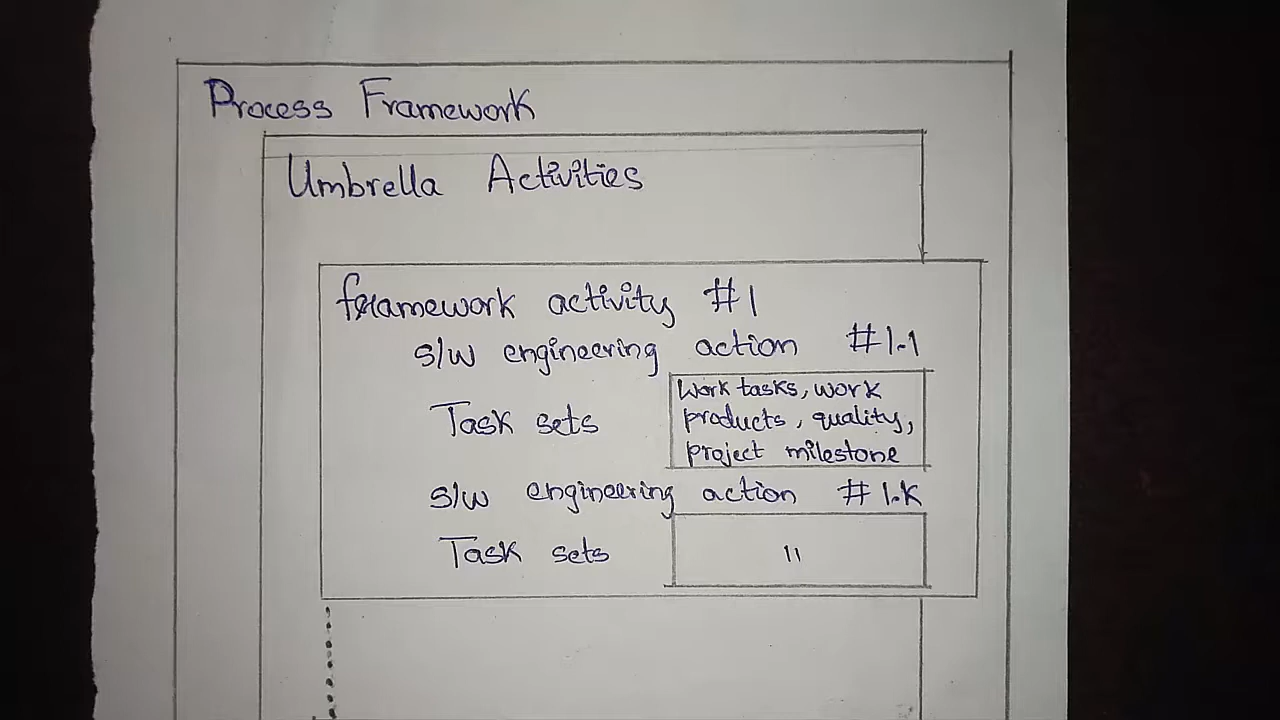 Process Framework
Umbrella Activities
framework activity #1
s/w engineering action #1.1
Task sets
Work tasks, work
products, quality,
project milestone
s/w engineering action #1.K
Task sets
"